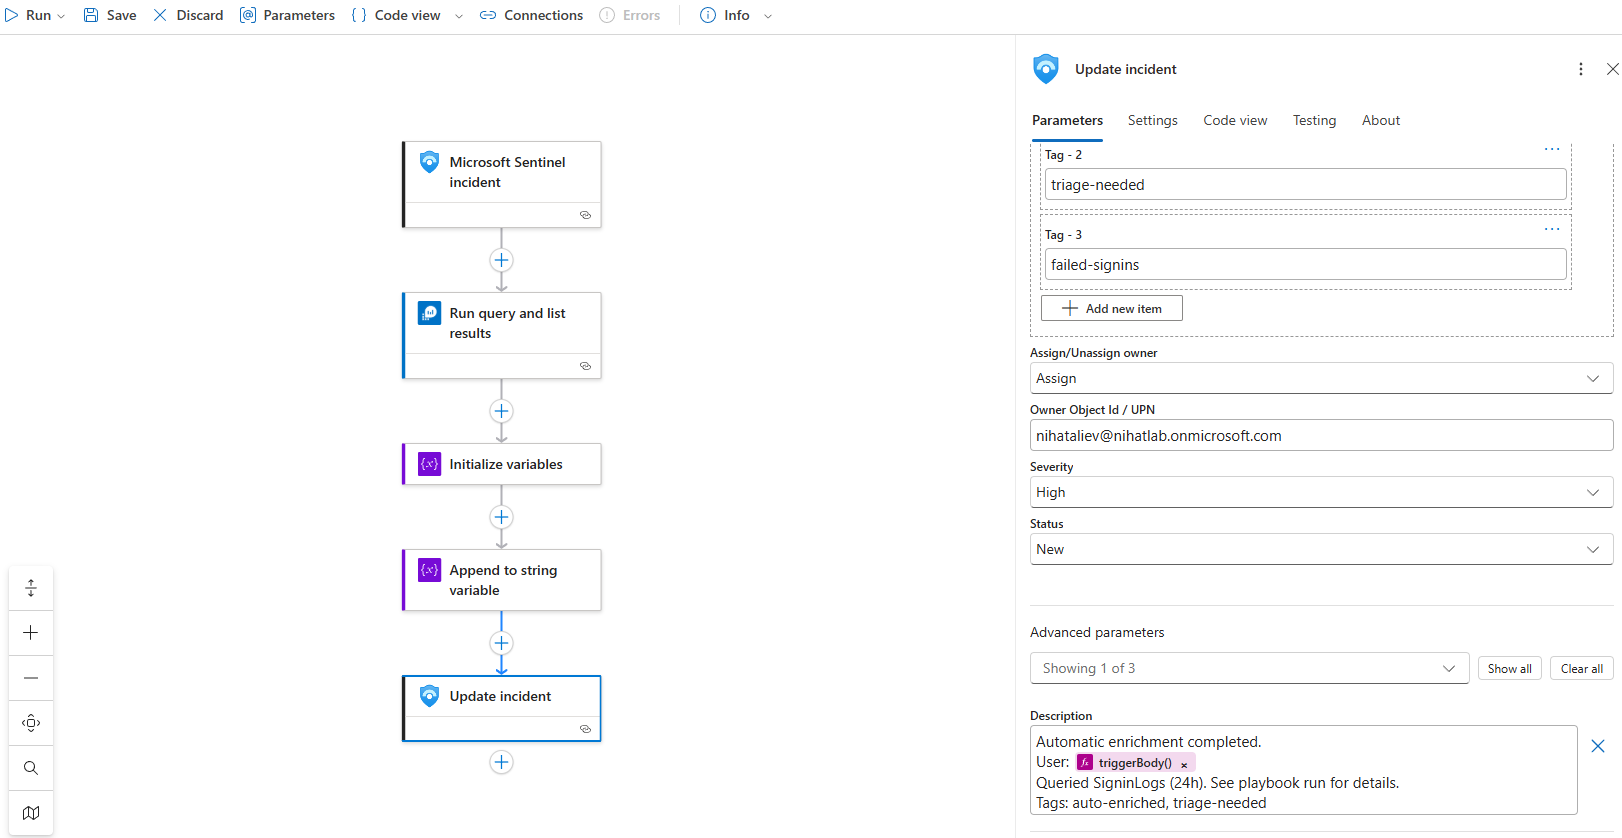 Run
Save
Discard
Parameters
Code view
Connections
Errors
Info
Microsoft Sentinel
incident
Run query and list
results
Initialize variables
Append to string
variable
Update incident
Update incident
Parameters
Settings
Code view
Testing
About
Tag - 2
triage-needed
Tag - 3
failed-signins
Add new item
Assign/Unassign owner
Assign
Owner Object Id / UPN
nihataliev@nihatlab.onmicrosoft.com
Severity
High
Status
New
Advanced parameters
Showing 1 of 3
Show all
Clear all
Description
Automatic enrichment completed.
User: fx triggerBody() ×
Queried SigninLogs (24h). See playbook run for details.
Tags: auto-enriched, triage-needed